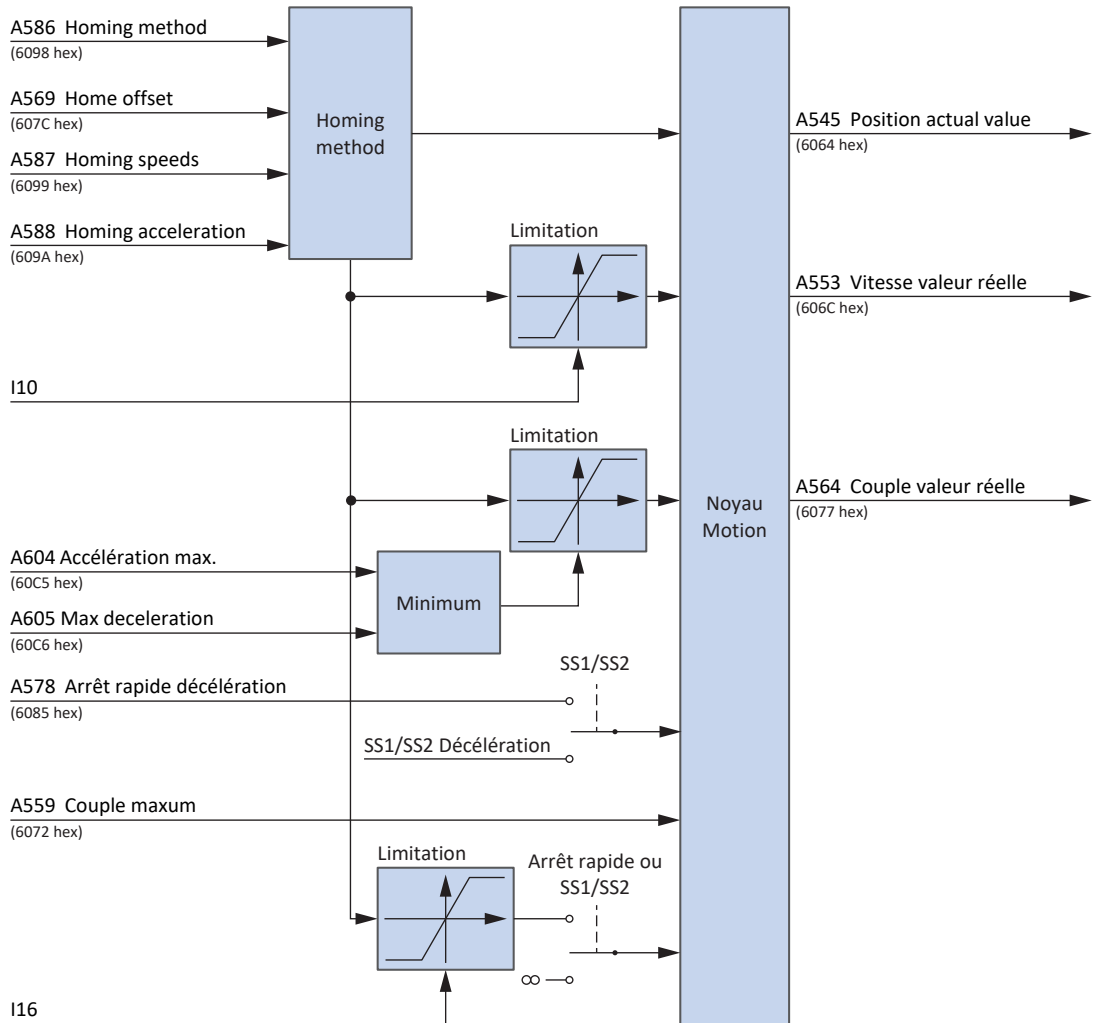 A586 Homing method
(6098 hex)
A569 Home offset
(607C hex)
A587 Homing speeds
(6099 hex)
A588 Homing acceleration
(609A hex)
Homing
method
A545 Position actual value
(6064 hex)
Limitation
A553 Vitesse valeur réelle
(606C hex)
I10
Limitation
A564 Couple valeur réelle
(6077 hex)
Noyau
Motion
A604 Accélération max.
(60C5 hex)
Minimum
A605 Max deceleration
(60C6 hex)
SS1/SS2
A578 Arrêt rapide décélération
(6085 hex)
SS1/SS2 Décélération
A559 Couple maxum
(6072 hex)
Limitation
Arrêt rapide ou
SS1/SS2
∞
I16